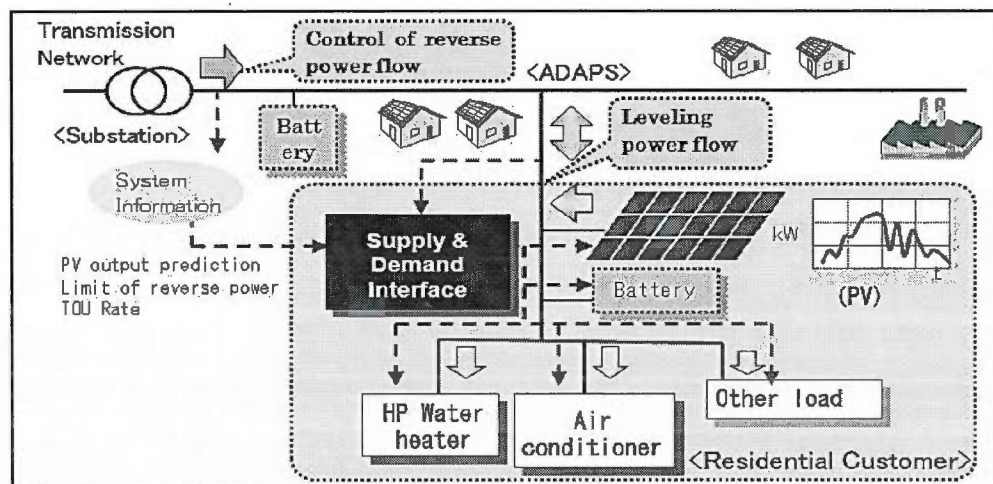 Transmission
Network
Control of reverse
power flow
<ADAPS>
<Substation>
Batt
ery
Leveling
power flow
System
Information
Supply &
Demand
Interface
kW
t
(PV)
PV output prediction
Limit of reverse power
TOU Rate
Battery
HP Water
heater
Air
conditioner
Other load
<Residential Customer>